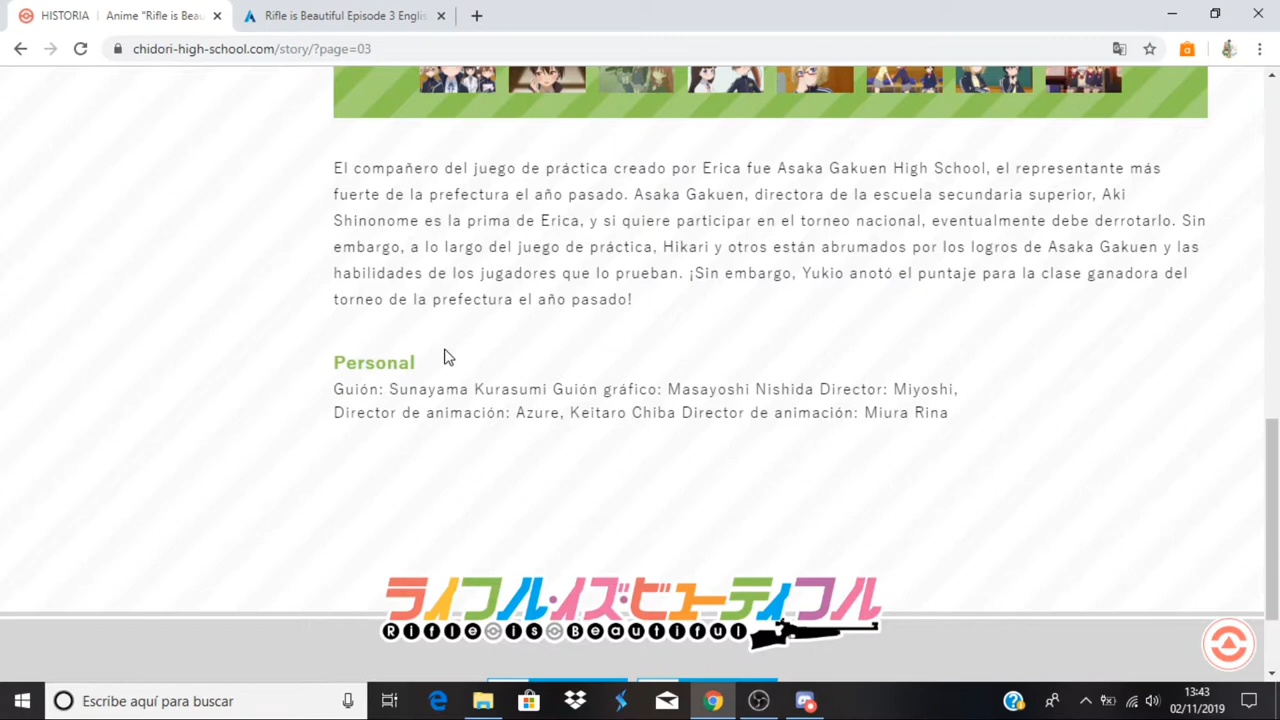 HISTORIA | Anime "Rifle is Beau
Rifle is Beautiful Episode 3 Englis
chidori-high-school.com/story/?page=03
El compañero del juego de práctica creado por Erica fue Asaka Gakuen High School, el representante más
fuerte de la prefectura el año pasado. Asaka Gakuen, directora de la escuela secundaria superior, Aki
Shinonome es la prima de Erica, y si quiere participar en el torneo nacional, eventualmente debe derrotarlo. Sin
embargo, a lo largo del juego de práctica, Hikari y otros están abrumados por los logros de Asaka Gakuen y las
habilidades de los jugadores que lo prueban. ¡Sin embargo, Yukio anotó el puntaje para la clase ganadora del
torneo de la prefectura el año pasado!
Personal
Guión: Sunayama Kurasumi Guión gráfico: Masayoshi Nishida Director: Miyoshi,
Director de animación: Azure, Keitaro Chiba Director de animación: Miura Rina
ライフル・イズ・ビューティフル
Rifle is Beautiful
Escribe aquí para buscar
13:43
02/11/2019